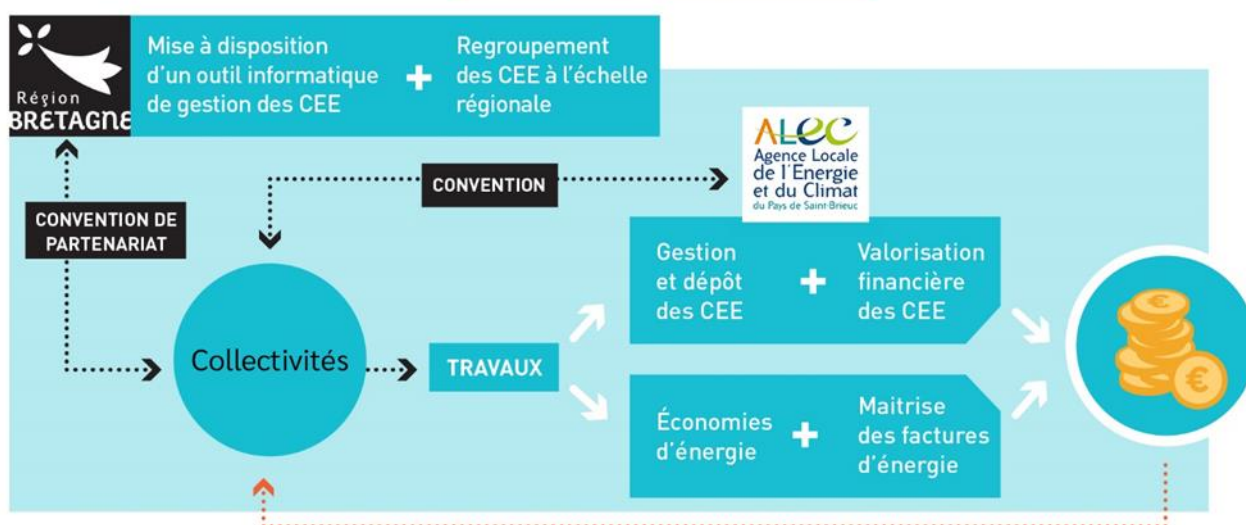 Région
BRETAGNE
Mise à disposition
d'un outil informatique
de gestion des CEE
+
Regroupement
des CEE à l'échelle
régionale
CONVENTION DE
PARTENARIAT
CONVENTION
ALEC
Agence Locale
de l'Énergie
et du Climat
du Pays de Saint-Brieuc
Collectivités
TRAVAUX
Gestion
et dépôt
des CEE
+
Valorisation
financière
des CEE
Économies
d'énergie
+
Maitrise
des factures
d'énergie
€
€